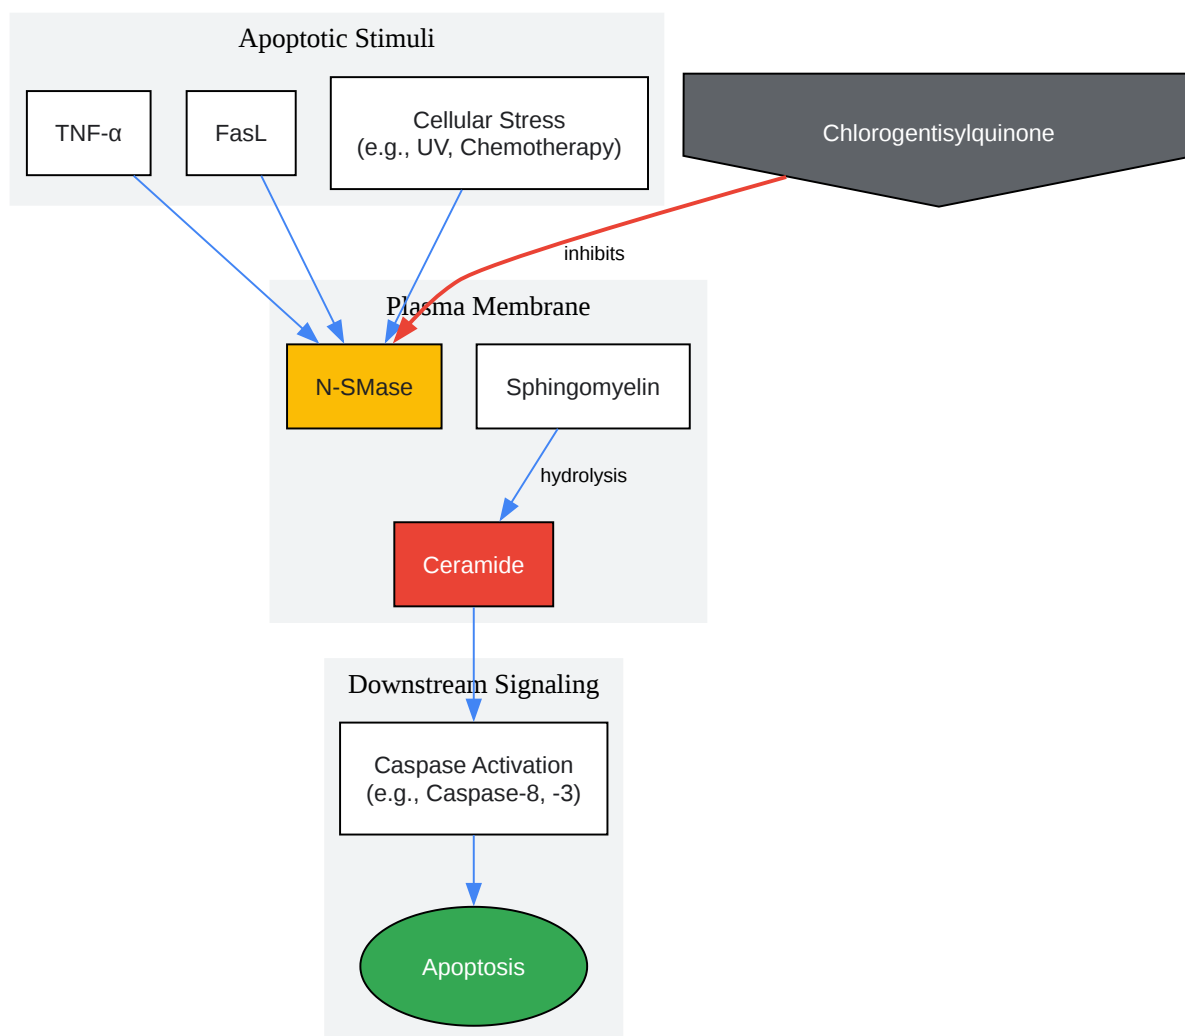 Apoptotic Stimuli
TNF-α
FasL
Cellular Stress
(e.g., UV, Chemotherapy)
Chlorogentisylquinone
inhibits
Plasma Membrane
N-SMase
Sphingomyelin
hydrolysis
Ceramide
Downstream Signaling
Caspase Activation
(e.g., Caspase-8, -3)
Apoptosis